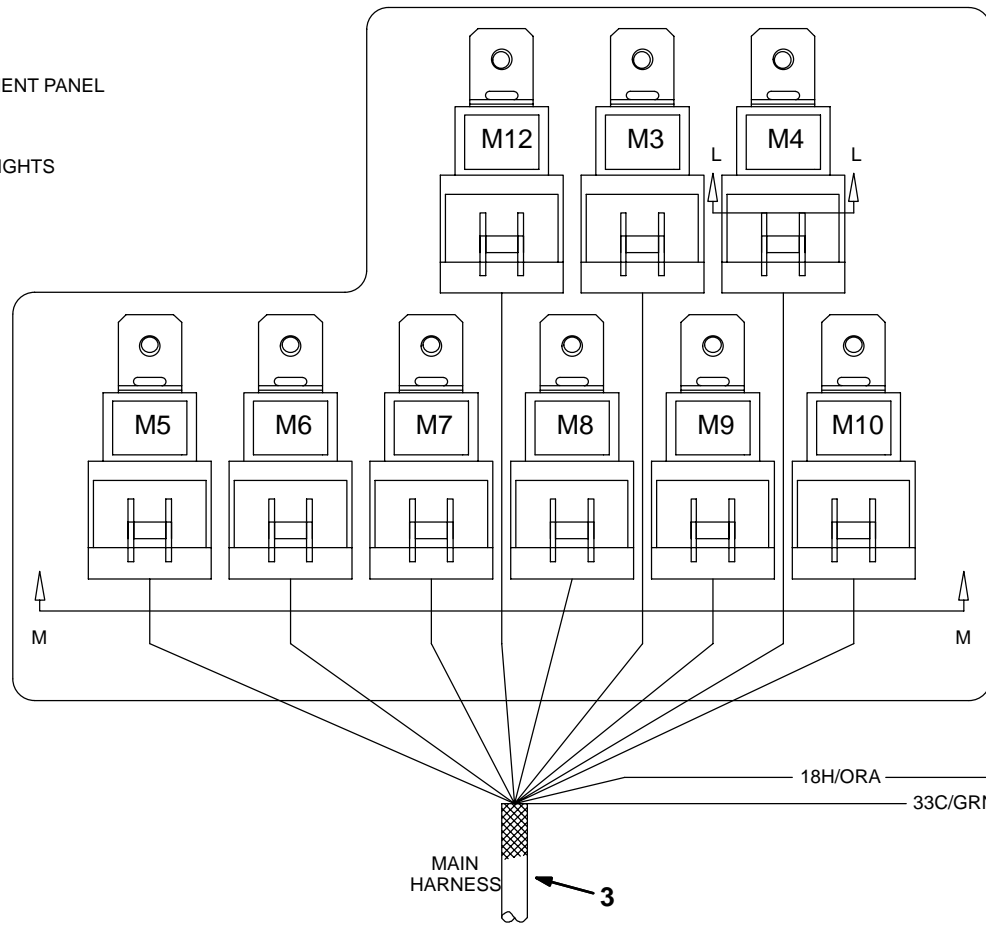 ENT PANEL
M12 M3 M4
L L
IGHTS
M5 M6 M7 M8 M9 M10
M M
18H/ORA
33C/GRN
MAIN
HARNESS
3